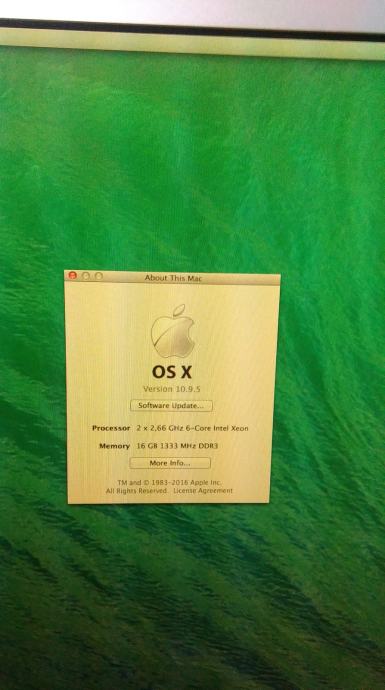 About This Mac
OS X
Version 10.9.5
Software Update...
Processor 2 x 2,66 GHz 6-Core Intel Xeon
Memory 16 GB 1333 MHz DDR3
More Info...
TM and © 1983-2016 Apple Inc.
All Rights Reserved. License Agreement